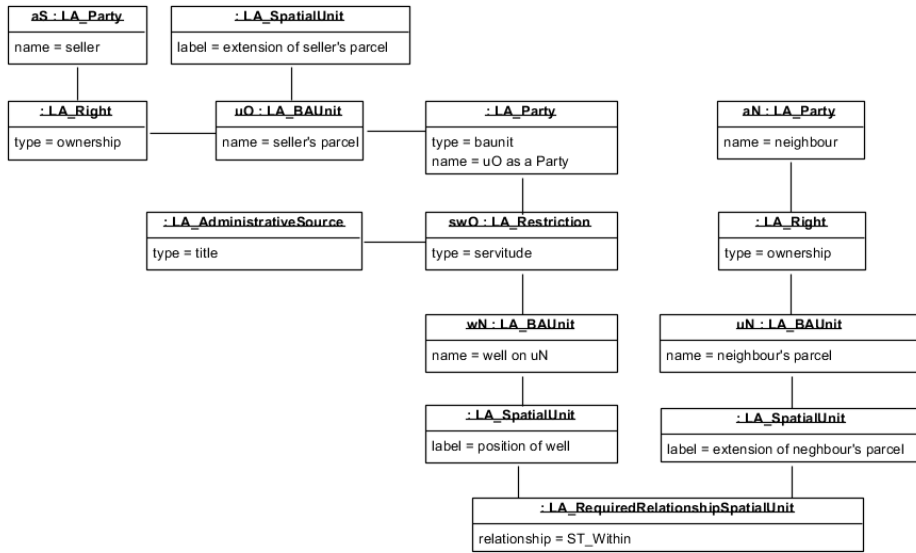 aS : LA_Party
name = seller
: LA_SpatialUnit
label = extension of seller's parcel
: LA_Right
type = ownership
uO : LA_BAUnit
name = seller's parcel
: LA_Party
type = baunit
name = uO as a Party
aN : LA_Party
name = neighbour
: LA_AdministrativeSource
type = title
swO : LA_Restriction
type = servitude
: LA_Right
type = ownership
wN : LA_BAUnit
name = well on uN
uN : LA_BAUnit
name = neighbour's parcel
: LA_SpatialUnit
label = position of well
: LA_SpatialUnit
label = extension of neghbour's parcel
: LA_RequiredRelationshipSpatialUnit
relationship = ST_Within